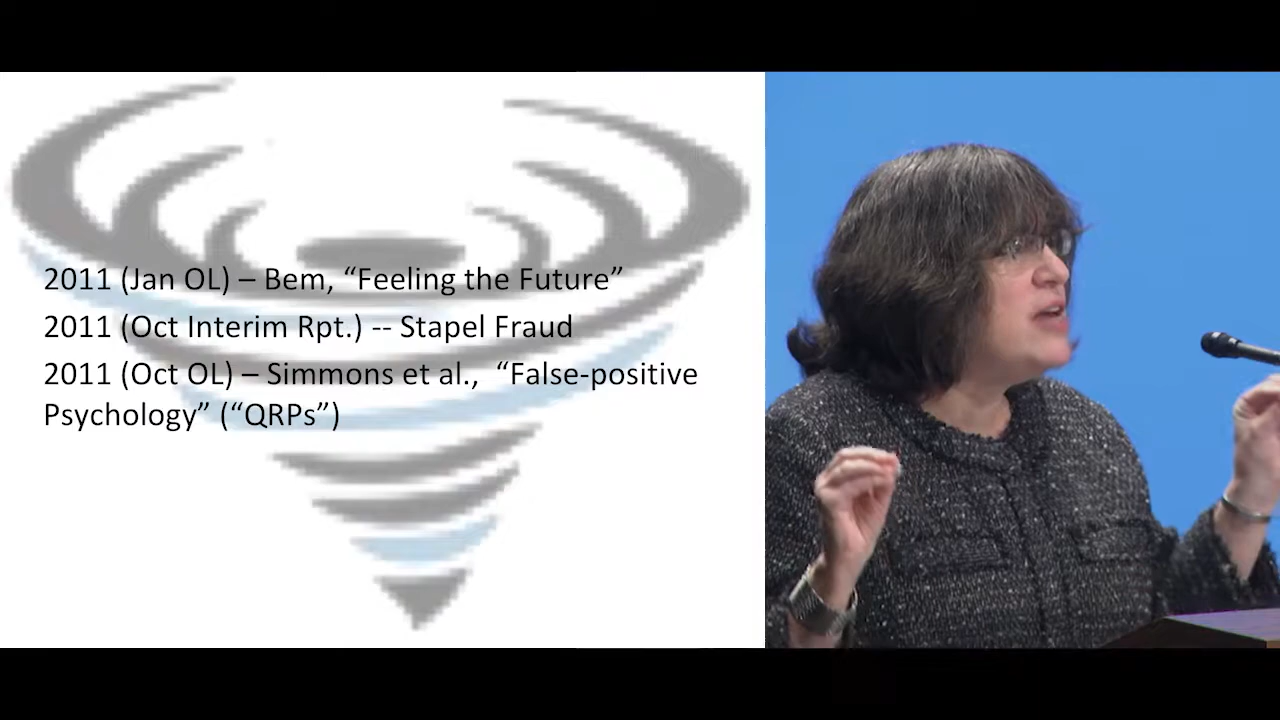 2011 (Jan OL) – Bem, “Feeling the Future”
2011 (Oct Interim Rpt.) -- Stapel Fraud
2011 (Oct OL) – Simmons et al.,  “False-positive
Psychology” (“QRPs”)